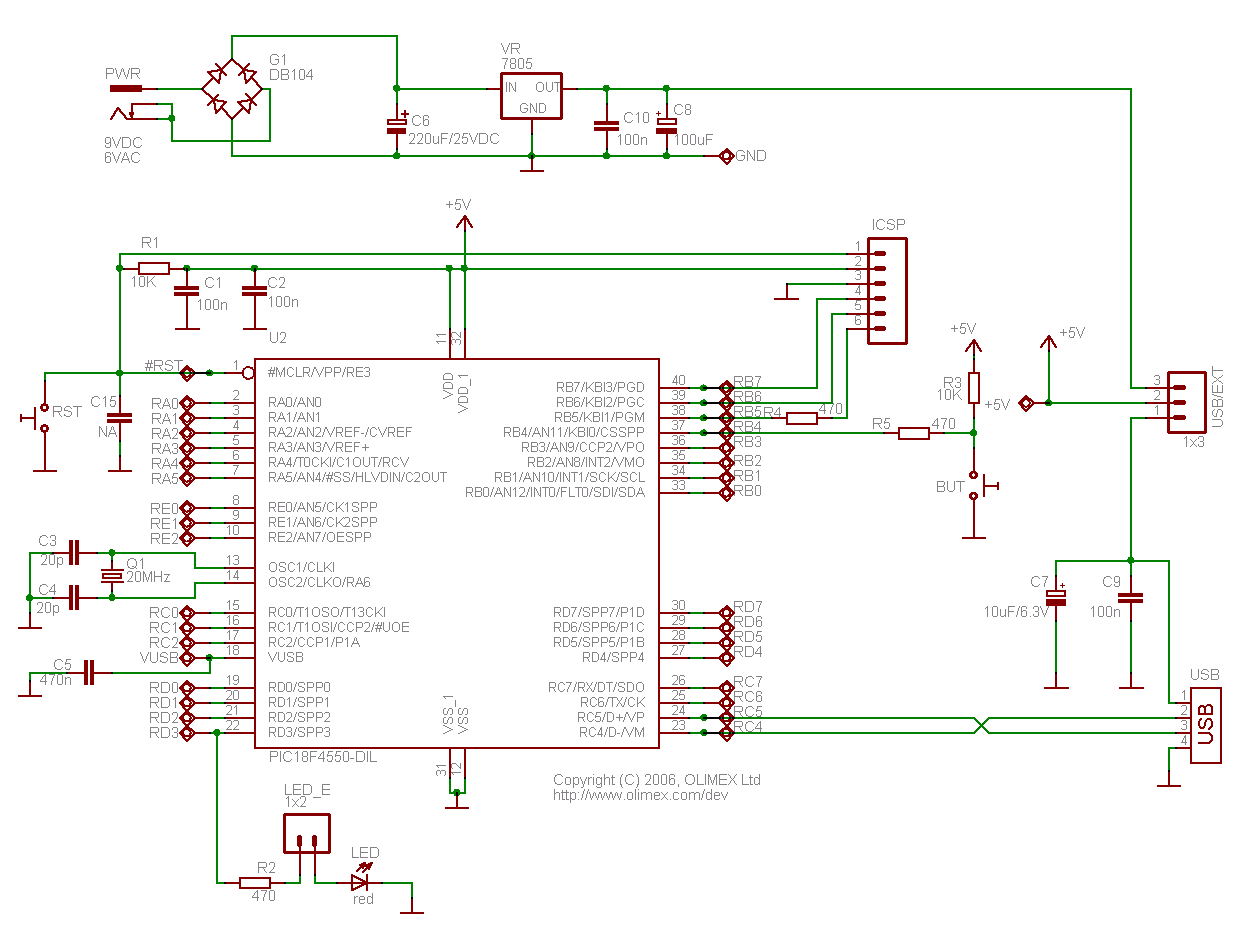 PWR
9VDC
6VAC
G1
DB104
VR
7805
IN
OUT
GND
C6
220uF/25VDC
C10
100n
C8
100uF
GND
+5V
R1
10K
C1
100n
C2
100n
ICSP
1
2
3
4
5
6
U2
11
32
VDD
VDD_1
#RST
RST
C15
NA
1
#MCLR/VPP/RE3
RA0
2
RA0/AN0
RA1
3
RA1/AN1
RA2
4
RA2/AN2/VREF-/CVREF
RA3
5
RA3/AN3/VREF+
RA4
6
RA4/T0CKI/C1OUT/RCV
RA5
7
RA5/AN4/#SS/HLVDIN/C2OUT
RE0
8
RE0/AN5/CK1SPP
RE1
9
RE1/AN6/CK2SPP
RE2
10
RE2/AN7/OESPP
C3
20p
Q1
20MHz
C4
20p
13
OSC1/CLKI
14
OSC2/CLKO/RA6
RC0
15
RC0/T1OSO/T13CKI
RC1
16
RC1/T1OSI/CCP2/#UOE
RC2
17
RC2/CCP1/P1A
VUSB
18
VUSB
C5
470n
RD0
19
RD0/SPP0
RD1
20
RD1/SPP1
RD2
21
RD2/SPP2
RD3
22
RD3/SPP3
RB7/KBI3/PGD
40
RB7
RB6/KBI2/PGC
39
RB6
RB5/KBI1/PGM
38
RB5
R4
470
RB4/AN11/KBI0/CSSPP
37
RB4
R5
470
RB3/AN9/CCP2/VPO
36
RB3
RB2/AN8/INT2/VMO
35
RB2
RB1/AN10/INT1/SCK/SCL
34
RB1
RB0/AN12/INT0/FLT0/SDI/SDA
33
RB0
RD7/SPP7/P1D
30
RD7
RD6/SPP6/P1C
29
RD6
RD5/SPP5/P1B
28
RD5
RD4/SPP4
27
RD4
RC7/RX/DT/SDO
26
RC7
RC6/TX/CK
25
RC6
RC5/D+/VP
24
RC5
RC4/D-/VM
23
RC4
VSS_1
VSS
31
12
PIC18F4550-DIL
+5V
R3
10K
BUT
+5V
+5V
3
2
1
USB/EXT
1x3
C7
10uF/6.3V
C9
100n
USB
1
2
3
4
USB
Copyright (C) 2006, OLIMEX Ltd
http://www.olimex.com/dev
LED_E
1x2
R2
470
LED
red